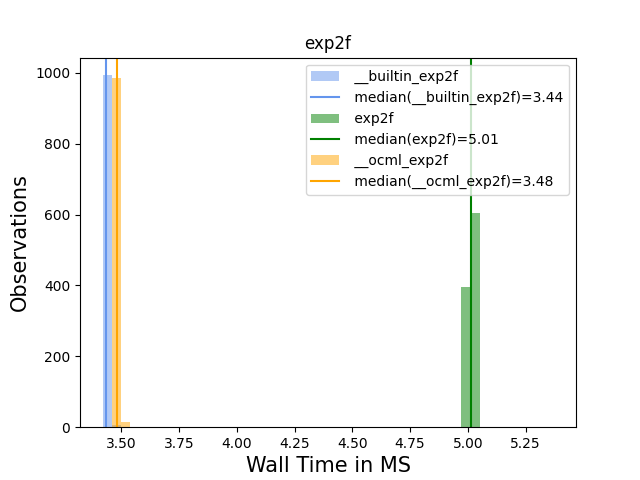 exp2f
__builtin_exp2f
median(__builtin_exp2f)=3.44
exp2f
median(exp2f)=5.01
__ocml_exp2f
median(__ocml_exp2f)=3.48
Observations
1000
800
600
400
200
0
3.50 3.75 4.00 4.25 4.50 4.75 5.00 5.25
Wall Time in MS